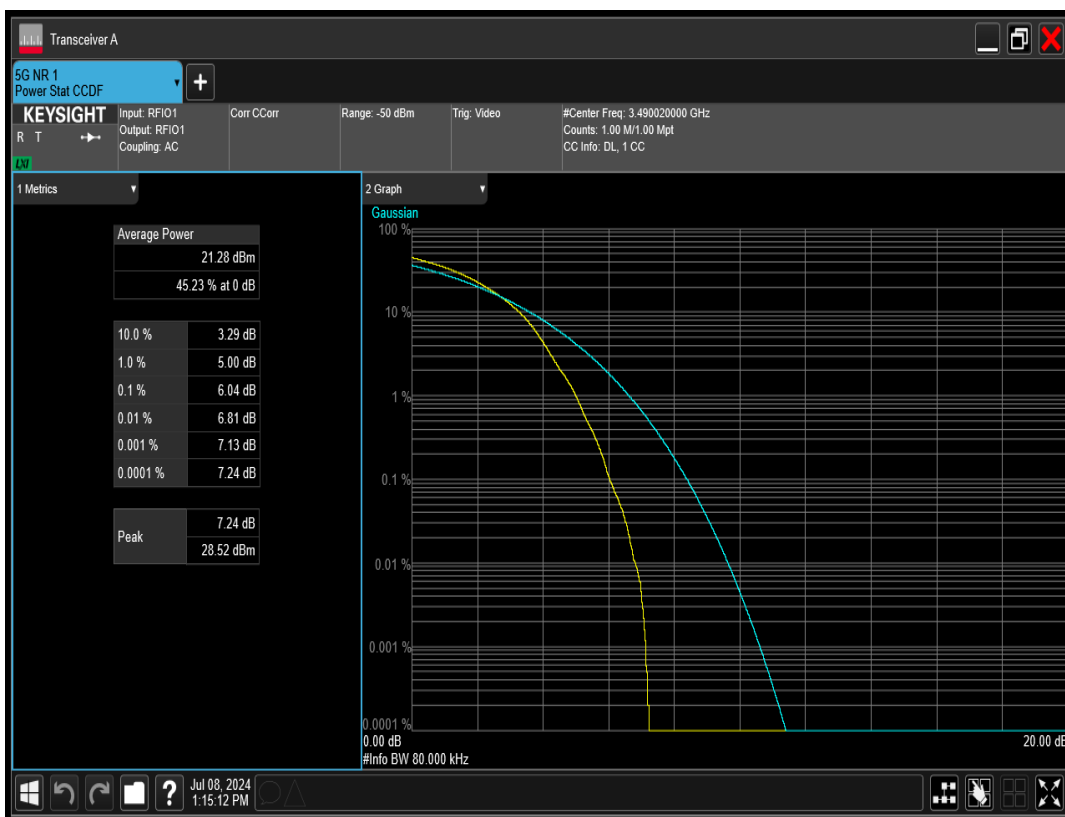 Transceiver A
5G NR 1
Power Stat CCDF
+
KEYSIGHT
R T
LXI
Input: RFIO1
Output: RFIO1
Coupling: AC
Corr CCorr
Range: -50 dBm
Trig: Video
#Center Freq: 3.490020000 GHz
Counts: 1.00 M/1.00 Mpt
CC Info: DL, 1 CC
1 Metrics
Average Power
21.28 dBm
45.23 % at 0 dB
10.0 % 3.29 dB
1.0 % 5.00 dB
0.1 % 6.04 dB
0.01 % 6.81 dB
0.001 % 7.13 dB
0.0001 % 7.24 dB
Peak
7.24 dB
28.52 dBm
2 Graph
Gaussian
100 %
10 %
1 %
0.1 %
0.01 %
0.001 %
0.0001 %
0.00 dB 20.00 dB
#Info BW 80.000 kHz
?
Jul 08, 2024
1:15:12 PM